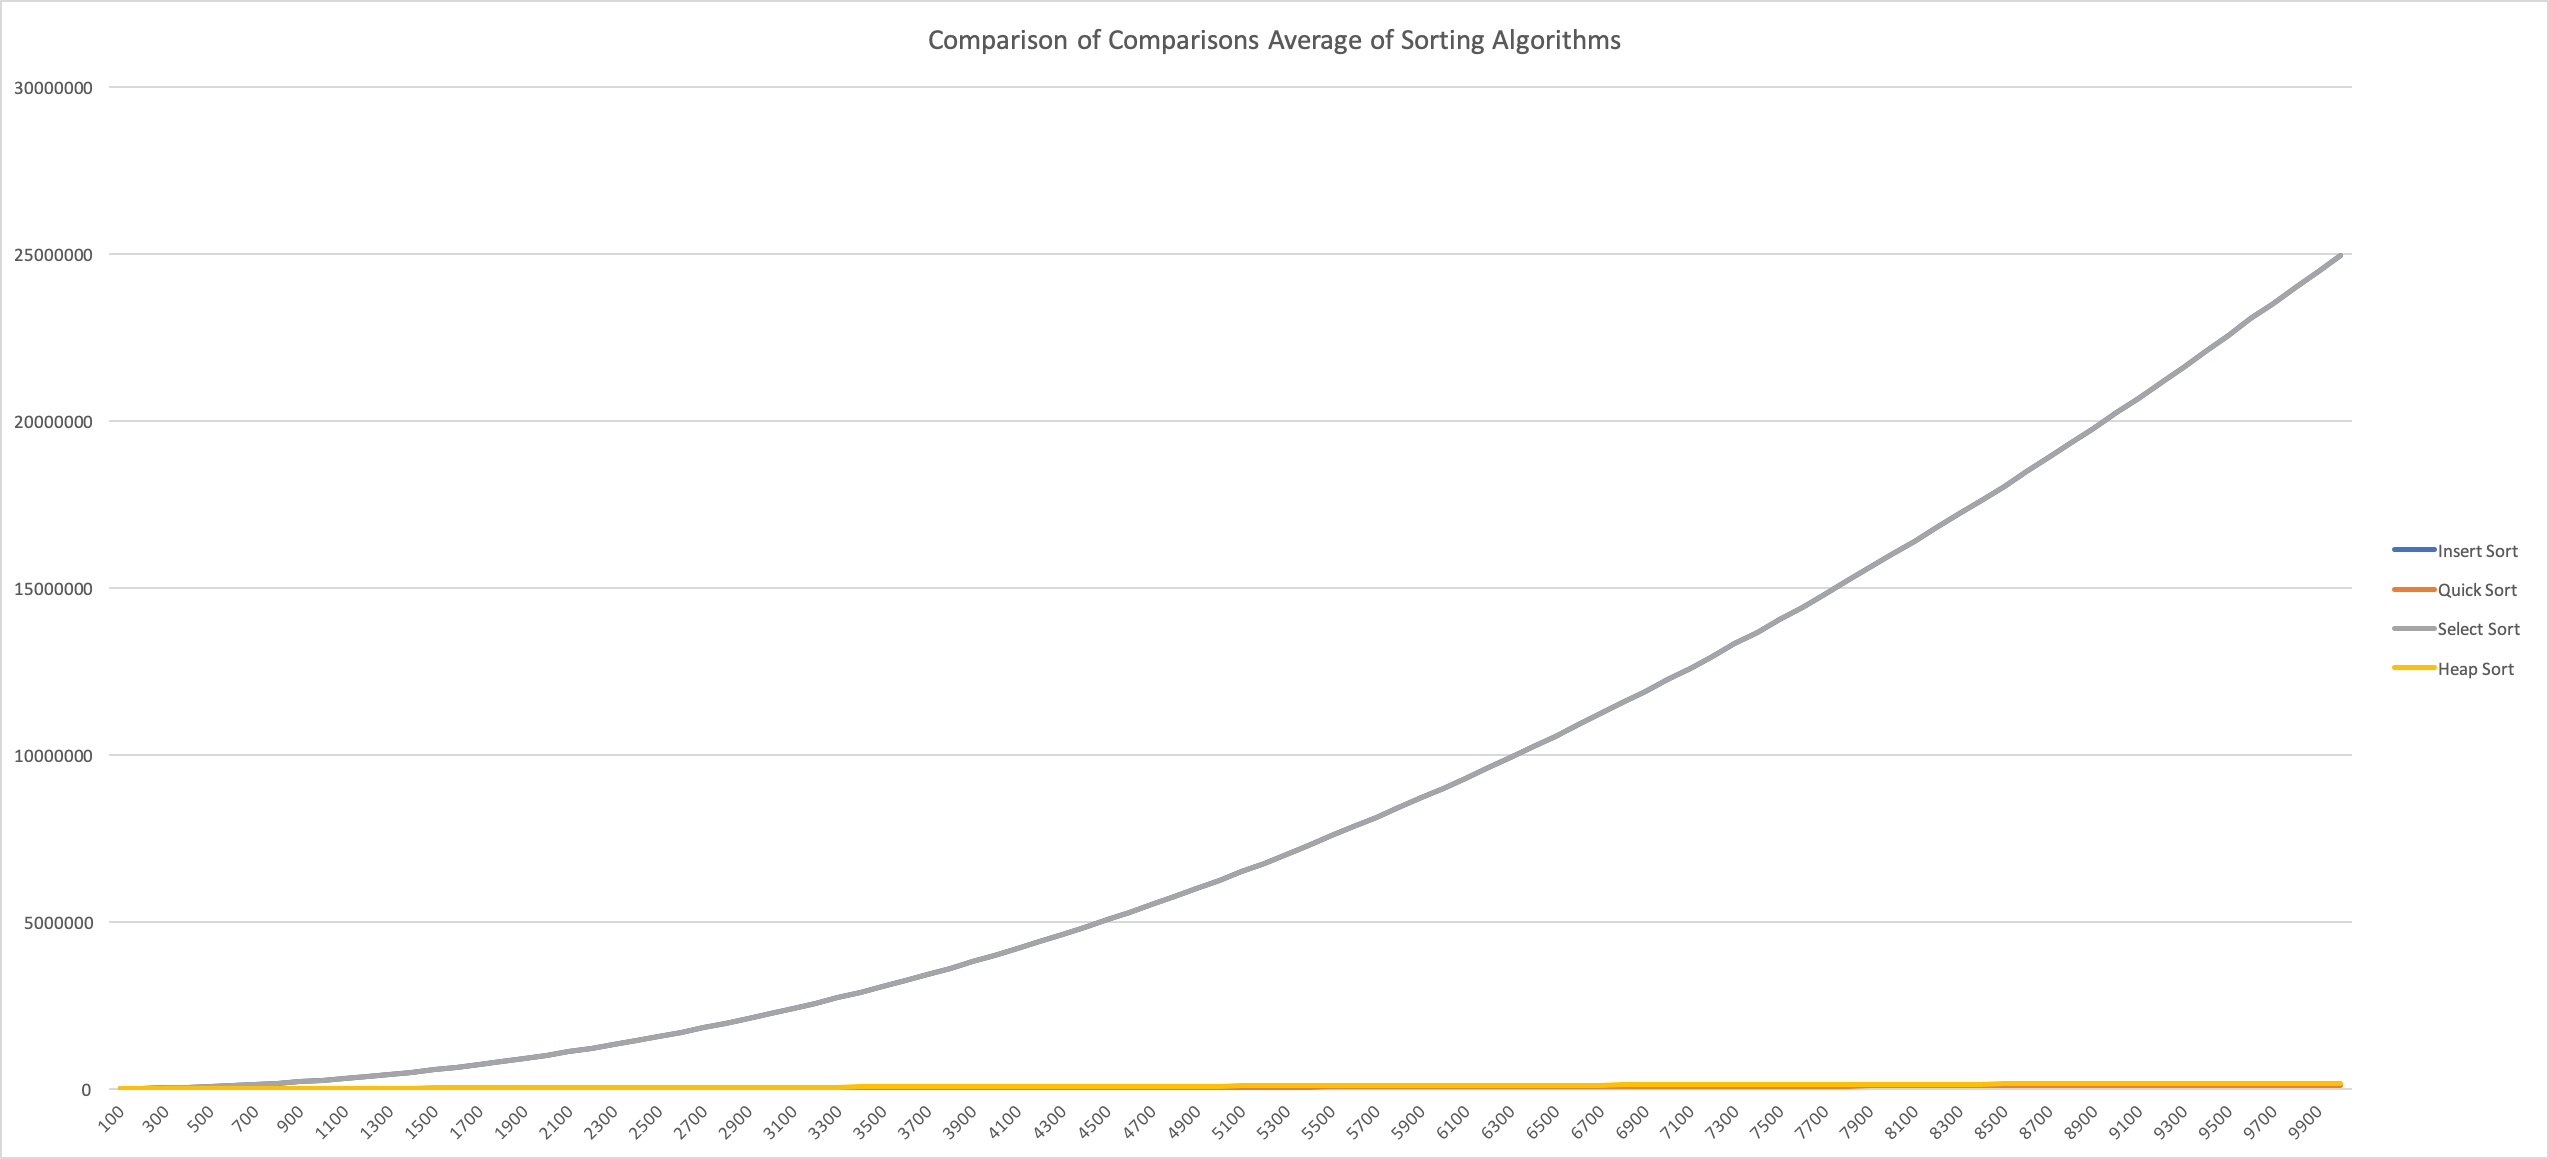 Comparison of Comparisons Average of Sorting Algorithms
30000000
25000000
20000000
15000000
10000000
5000000
0
100 300 500 700 900 1100 1300 1500 1700 1900 2100 2300 2500 2700 2900 3100 3300 3500 3700 3900 4100 4300 4500 4700 4900 5100 5300 5500 5700 5900 6100 6300 6500 6700 6900 7100 7300 7500 7700 7900 8100 8300 8500 8700 8900 9100 9300 9500 9700 9900
Insert Sort
Quick Sort
Select Sort
Heap Sort